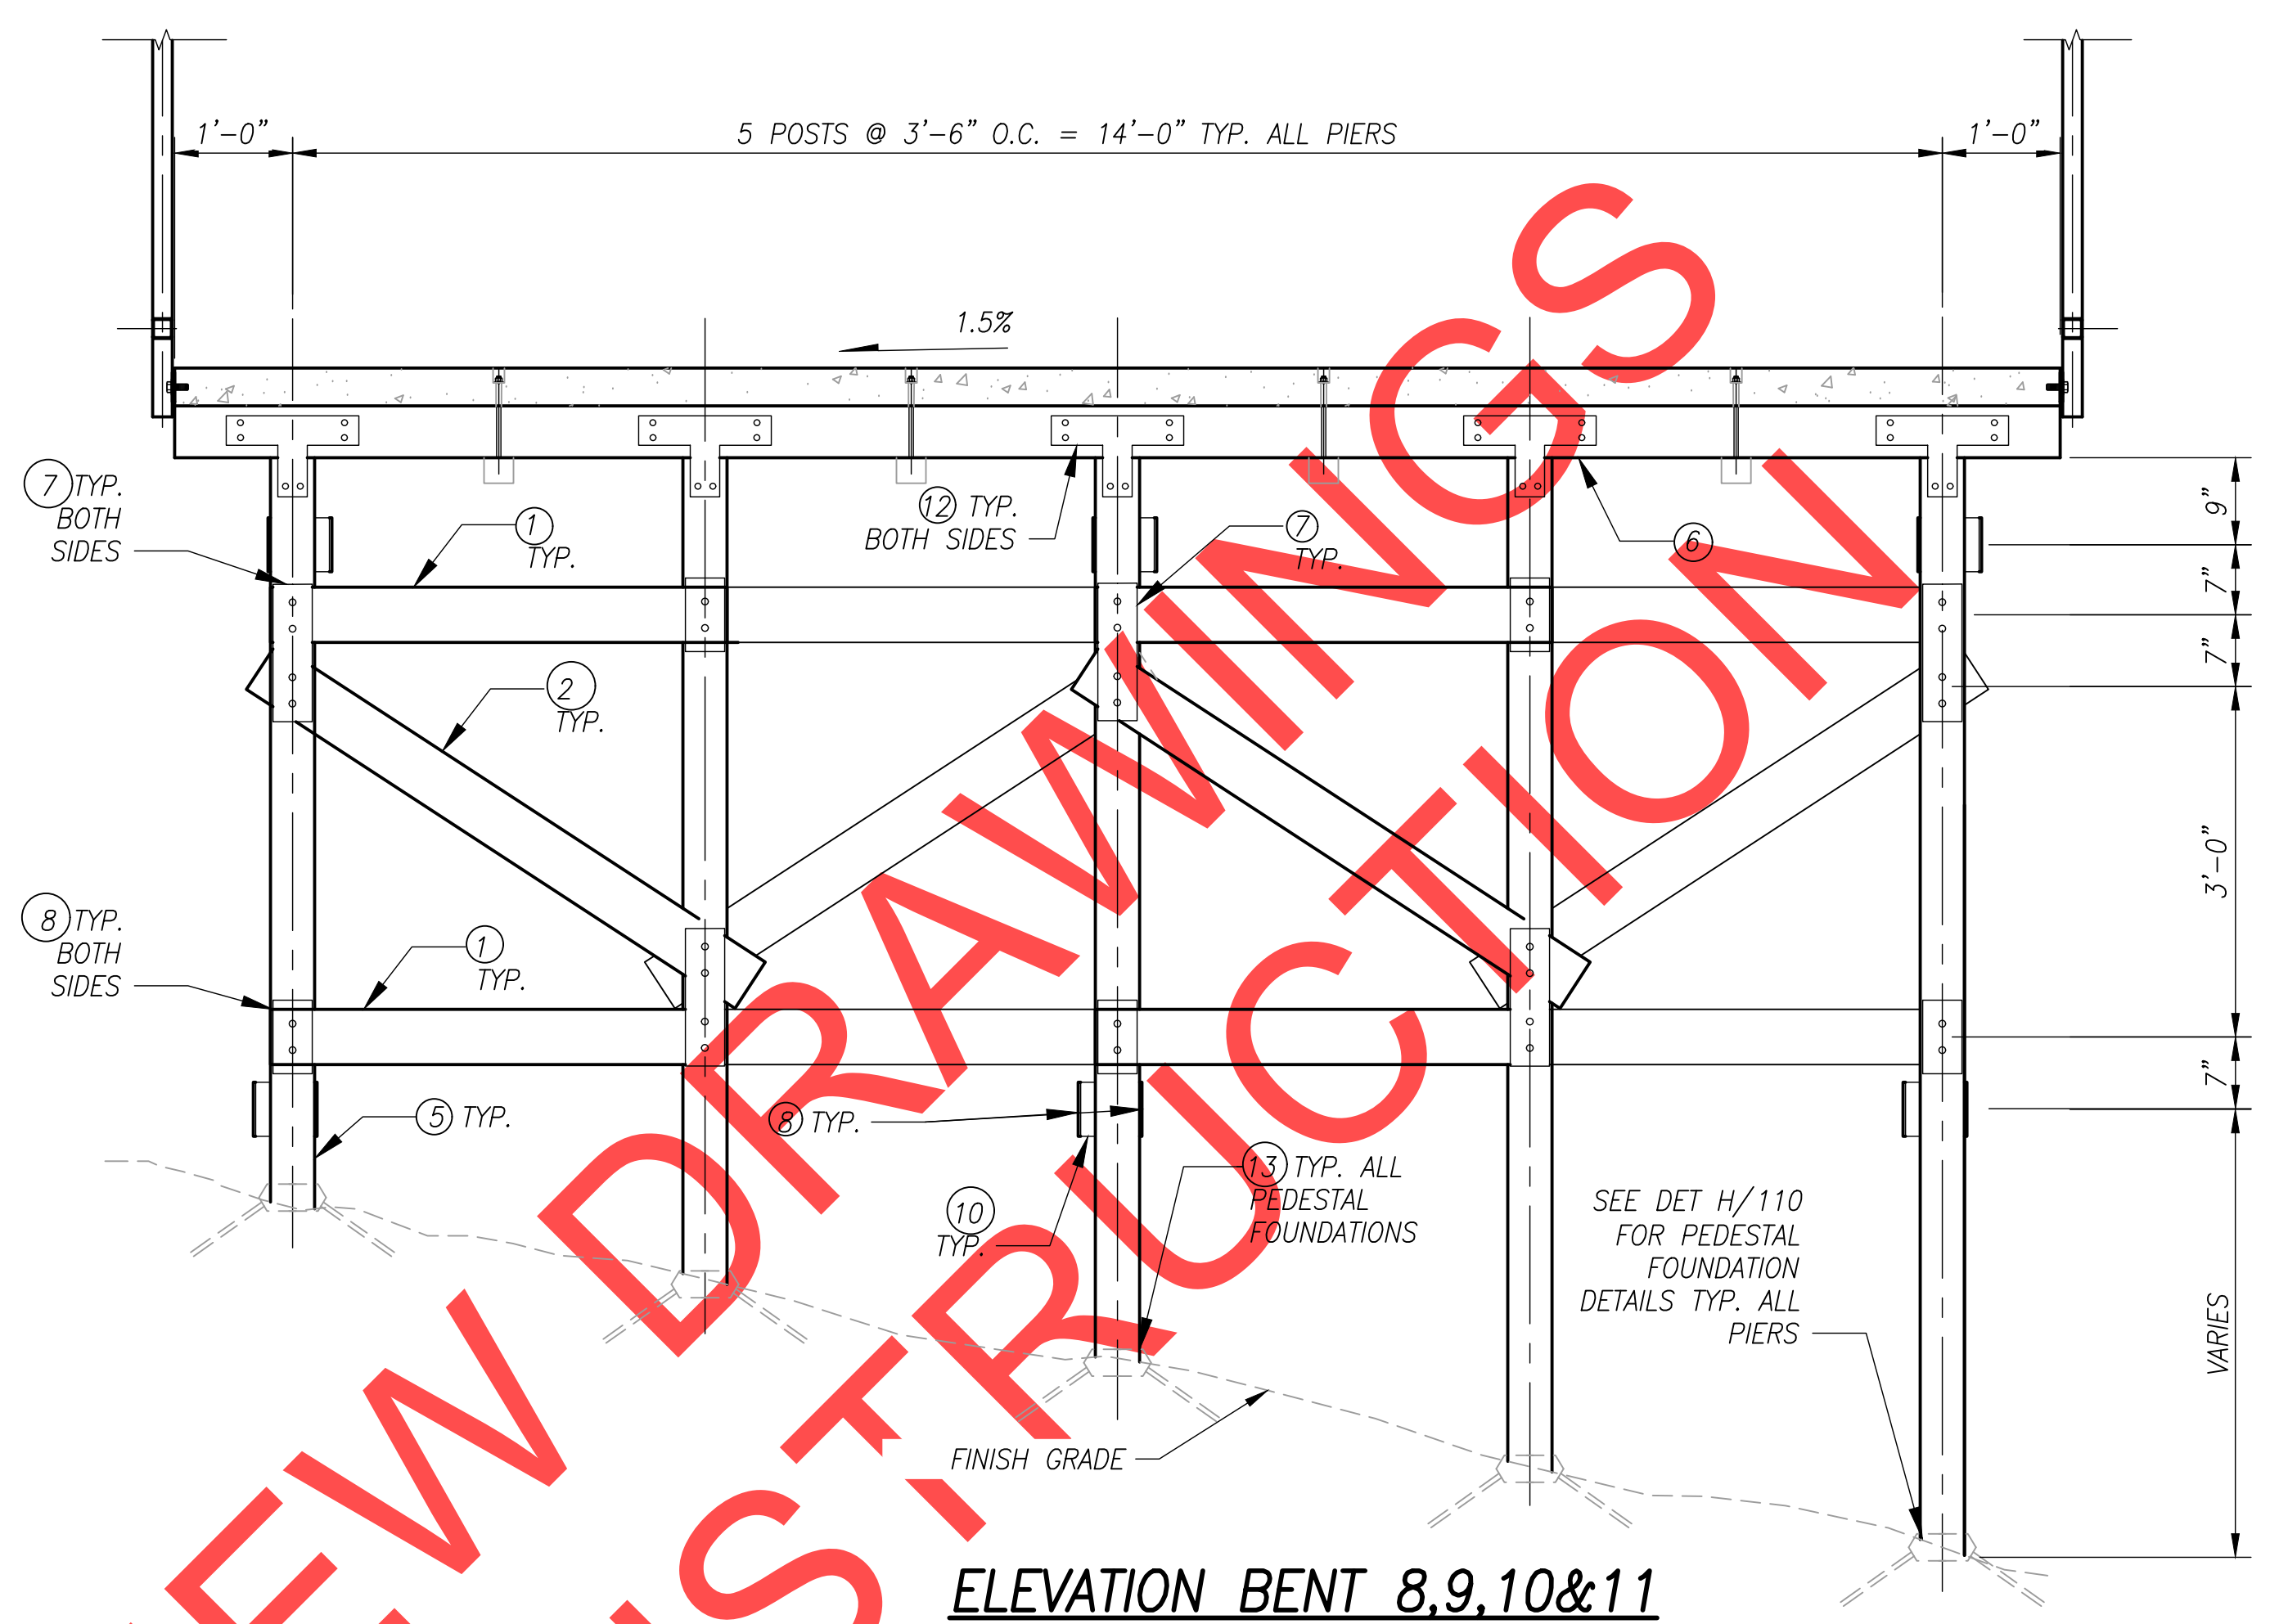 1'-0"
5 POSTS @ 3'-6" O.C. = 14'-0" TYP. ALL PIERS
1'-0"
1.5%
7 TYP.
BOTH
SIDES
1
TYP.
12 TYP.
BOTH SIDES
7
TYP.
6
9"
7"
7"
2
TYP.
3'-0"
8 TYP.
BOTH
SIDES
1
TYP.
7"
5 TYP.
8 TYP.
10
TYP.
13 TYP. ALL
PEDESTAL
FOUNDATIONS
SEE DET H/110
FOR PEDESTAL
FOUNDATION
DETAILS TYP. ALL
PIERS
VARIES
FINISH GRADE
ELEVATION BENT 8,9,10&11
EW DRAWINGS
STRUCTION